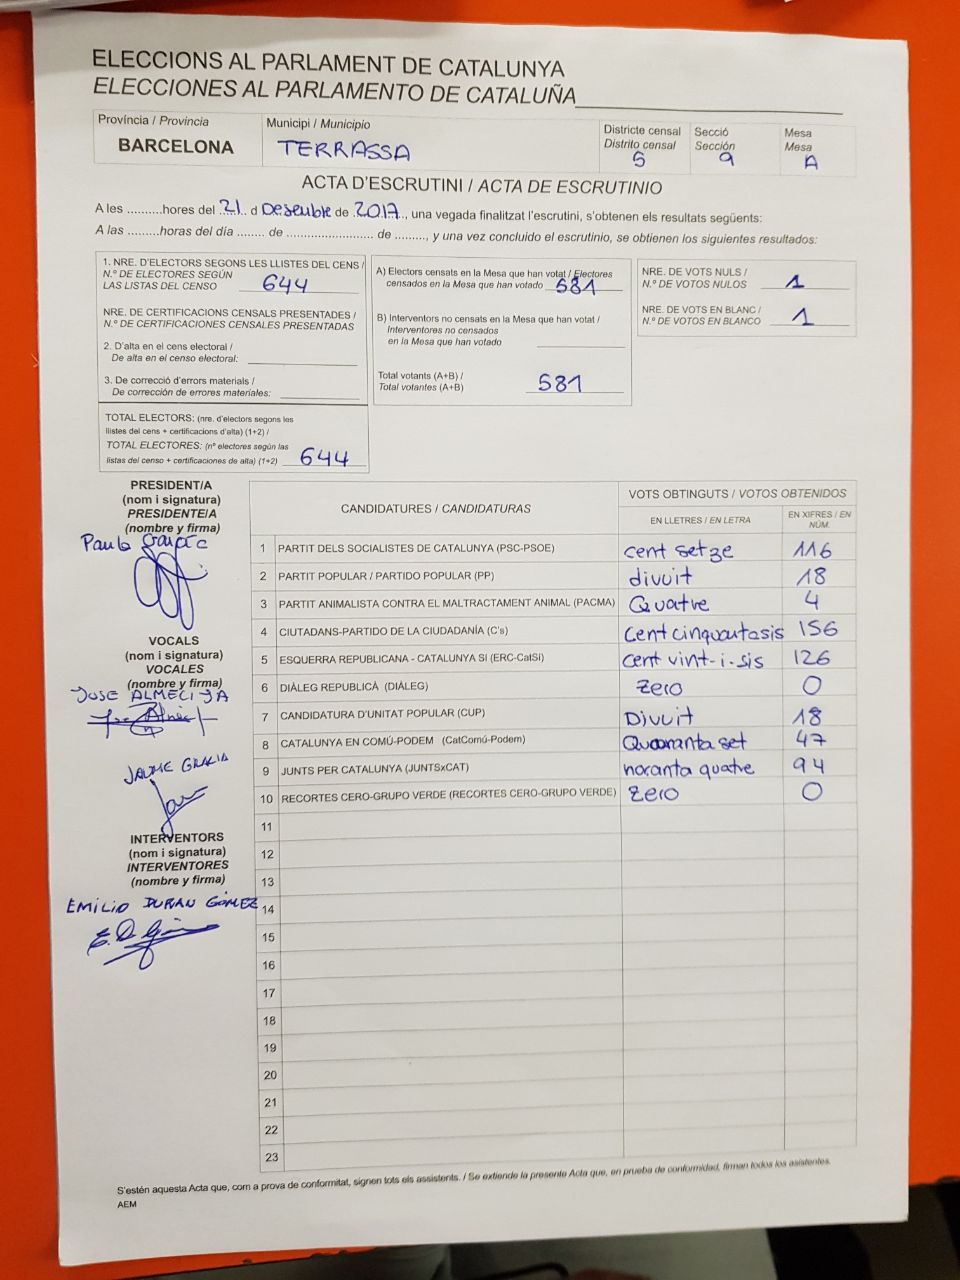 ELECCIONS AL PARLAMENT DE CATALUNYA
ELECCIONES AL PARLAMENTO DE CATALUÑA
Província / Provincia
BARCELONA
Municipi / Municipio
TERRASSA
Districte censal
Distrito censal
5
Secció
Sección
9
Mesa
Mesa
A
ACTA D'ESCRUTINI / ACTA DE ESCRUTINIO
A les ..........hores del .21. d Desembre de .2017.., una vegada finalitzat l'escrutini, s'obtenen els resultats següents:
A las ..........horas del día ........ de ......................... de ........., y una vez concluido el escrutinio, se obtienen los siguientes resultados:
1. NRE. D'ELECTORS SEGONS LES LLISTES DEL CENS /
N.º DE ELECTORES SEGÚN
LAS LISTAS DEL CENSO 644
NRE. DE CERTIFICACIONS CENSALS PRESENTADES /
N.º DE CERTIFICACIONES CENSALES PRESENTADAS
2. D'alta en el cens electoral /
De alta en el censo electoral:
3. De correcció d'errors materials /
De corrección de errores materiales:
TOTAL ELECTORS: (nre. d'electors segons les
llistes del cens + certificacions d'alta) (1+2) /
TOTAL ELECTORES: (nº electores según las
listas del censo + certificaciones de alta) (1+2) 644
A) Electors censats en la Mesa que han votat / Electores
censados en la Mesa que han votado 581
B) Interventors no censats en la Mesa que han votat /
Interventores no censados
en la Mesa que han votado
Total votants (A+B) /
Total votantes (A+B) 581
NRE. DE VOTS NULS /
N.º DE VOTOS NULOS 1
NRE. DE VOTS EN BLANC /
N.º DE VOTOS EN BLANCO 1
PRESIDENT/A
(nom i signatura)
PRESIDENTE/A
(nombre y firma)
VOCALS
(nom i signatura)
VOCALES
(nombre y firma)
JOSE ALMECIJA
JAUME GRACIA
INTERVENTORS
(nom i signatura)
INTERVENTORES
(nombre y firma)
EMILIO DURAN GOMEZ
CANDIDATURES / CANDIDATURAS
VOTS OBTINGUTS / VOTOS OBTENIDOS
EN LLETRES / EN LETRA
EN XIFRES / EN NÚM.
1 PARTIT DELS SOCIALISTES DE CATALUNYA (PSC-PSOE) cent setze 116
2 PARTIT POPULAR / PARTIDO POPULAR (PP) divuit 18
3 PARTIT ANIMALISTA CONTRA EL MALTRACTAMENT ANIMAL (PACMA) Quatre 4
4 CIUTADANS-PARTIDO DE LA CIUDADANÍA (C's) Cent cinquantasis 156
5 ESQUERRA REPUBLICANA - CATALUNYA SÍ (ERC-CatSí) cent vint-i-sis 126
6 DIÀLEG REPUBLICÀ (DIÀLEG) Zero 0
7 CANDIDATURA D'UNITAT POPULAR (CUP) Divuit 18
8 CATALUNYA EN COMÚ-PODEM (CatComú-Podem) Quaranta set 47
9 JUNTS PER CATALUNYA (JUNTSxCAT) noranta quatre 94
10 RECORTES CERO-GRUPO VERDE (RECORTES CERO-GRUPO VERDE) Zero 0
11
12
13
14
15
16
17
18
19
20
21
22
23
S'estén aquesta Acta que, com a prova de conformitat, signen tots els assistents. / Se extiende la presente Acta que, en prueba de conformidad, firman todos los asistentes.
AEM